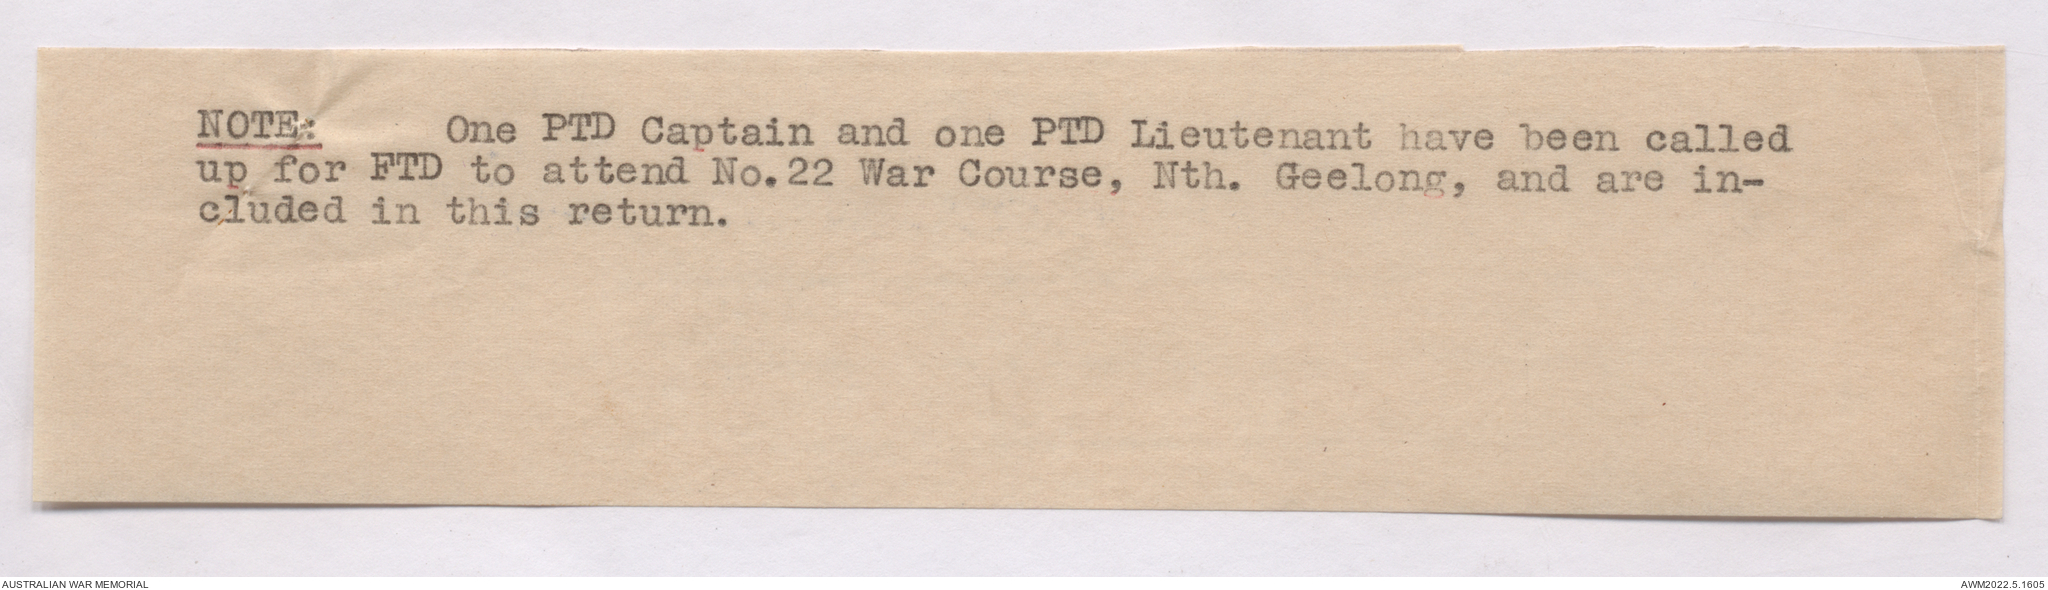 NOTE: One PTD Captain and one PTD Lieutenant have been called
up for FTD to attend No.22 War Course, Nth. Geelong, and are in-
cluded in this return.
AUSTRALIAN WAR MEMORIAL
AWM2022.5.1605